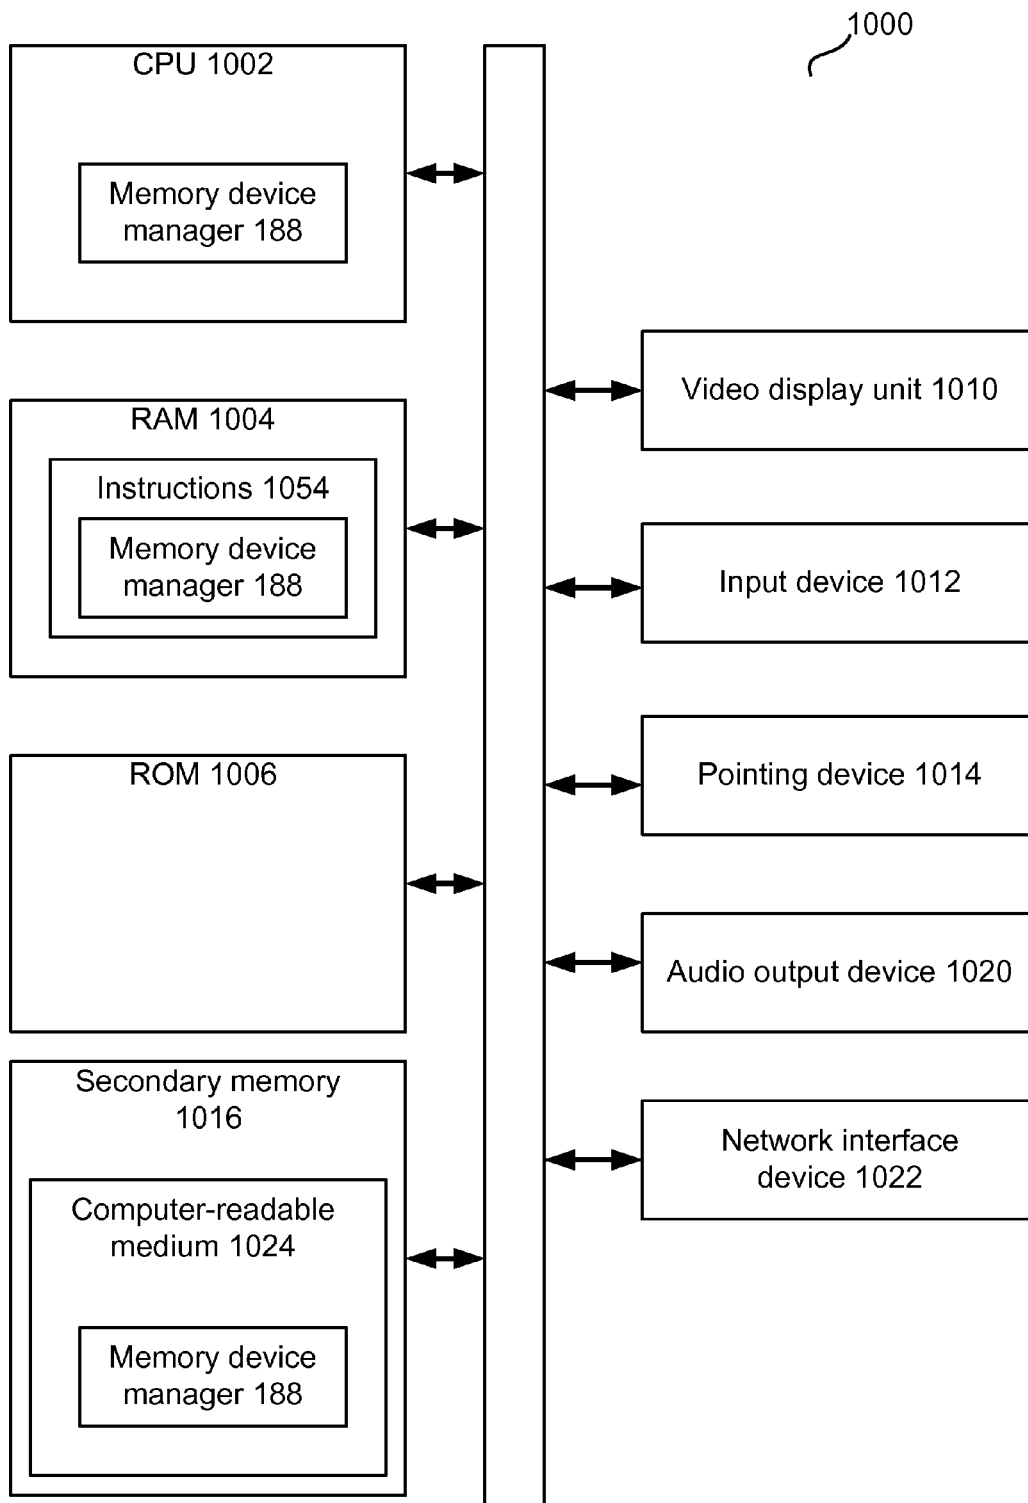 1000
CPU 1002
Memory device
manager 188
RAM 1004
Instructions 1054
Memory device
manager 188
ROM 1006
Secondary memory
1016
Computer-readable
medium 1024
Memory device
manager 188
Video display unit 1010
Input device 1012
Pointing device 1014
Audio output device 1020
Network interface
device 1022